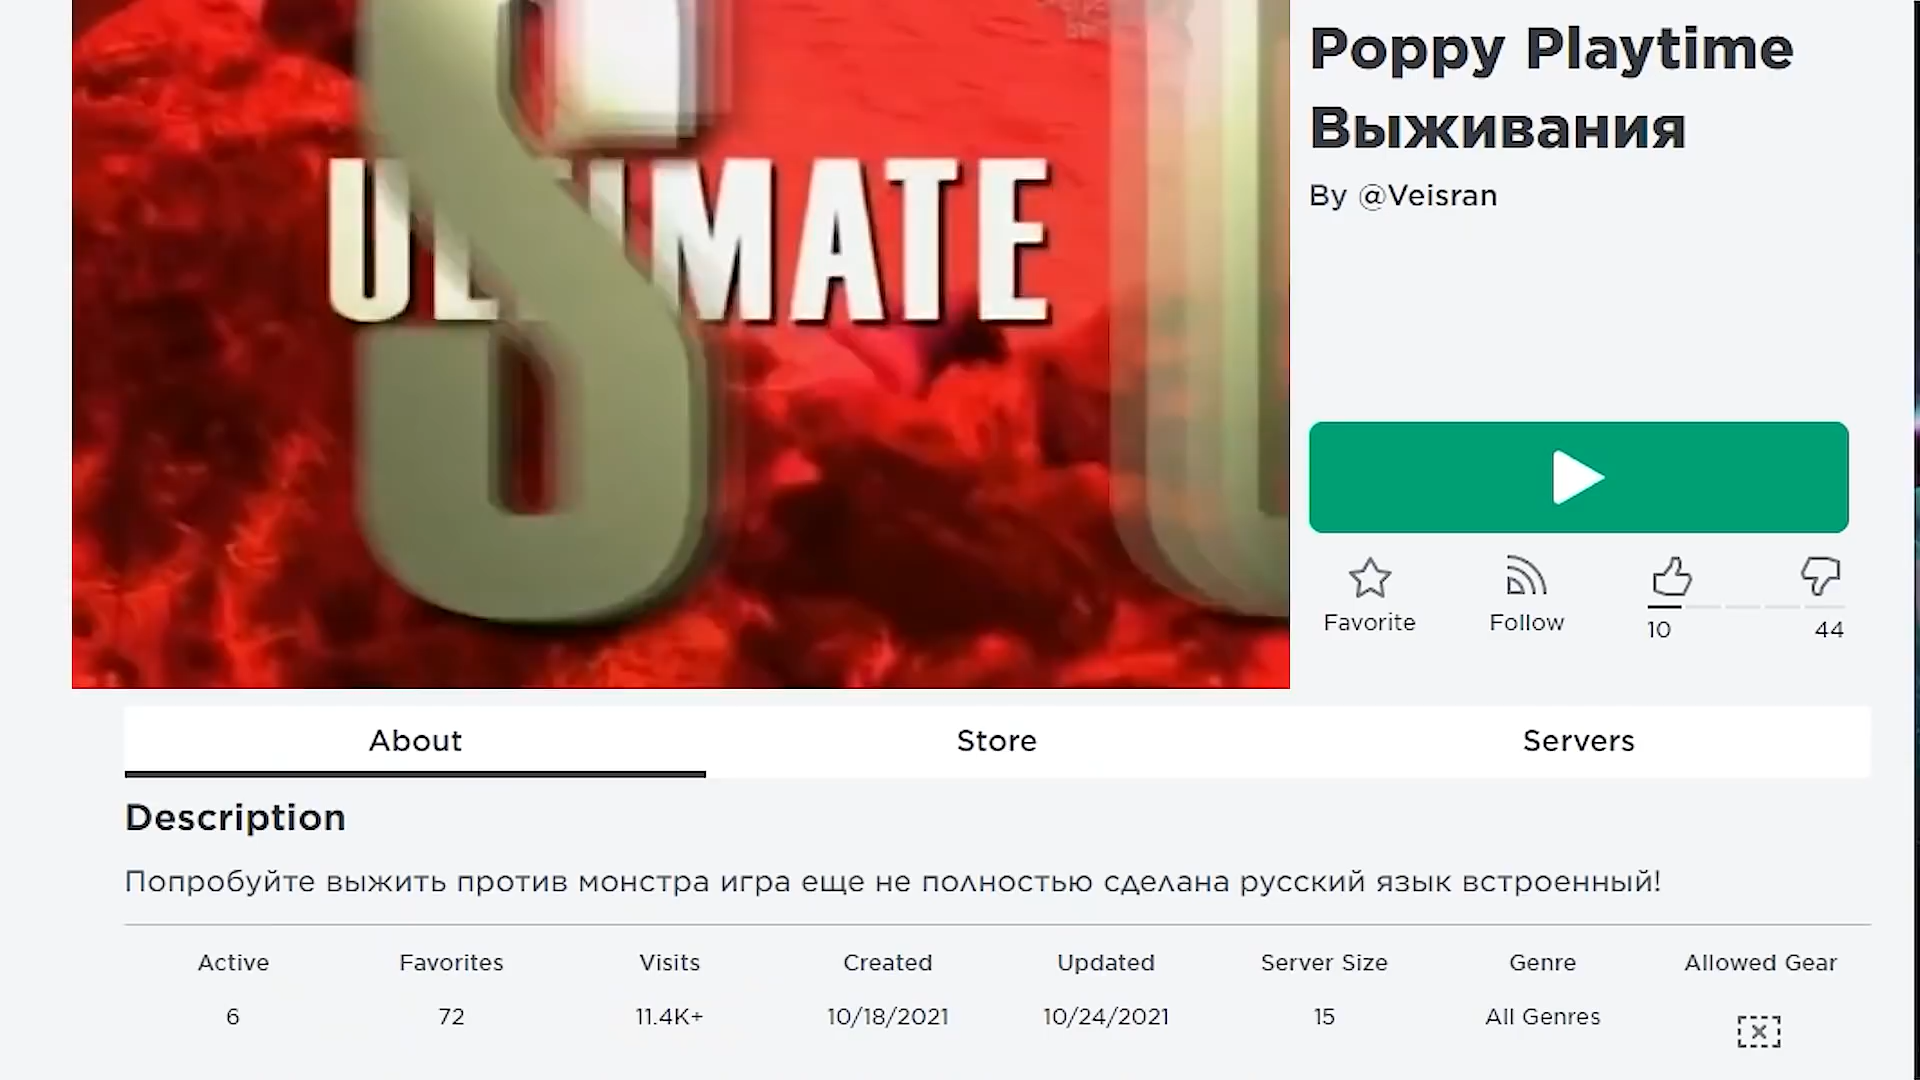 Poppy Playtime
Выживания
By @Veisran
S
ULTIMATE
Favorite
Follow
10
44
About
Store
Servers
Description
Попробуйте выжить против монстра игра еще не полностью сделана русский язык встроенный!
Active
Favorites
Visits
Created
Updated
Server Size
Genre
Allowed Gear
6
72
11.4K+
10/18/2021
10/24/2021
15
All Genres